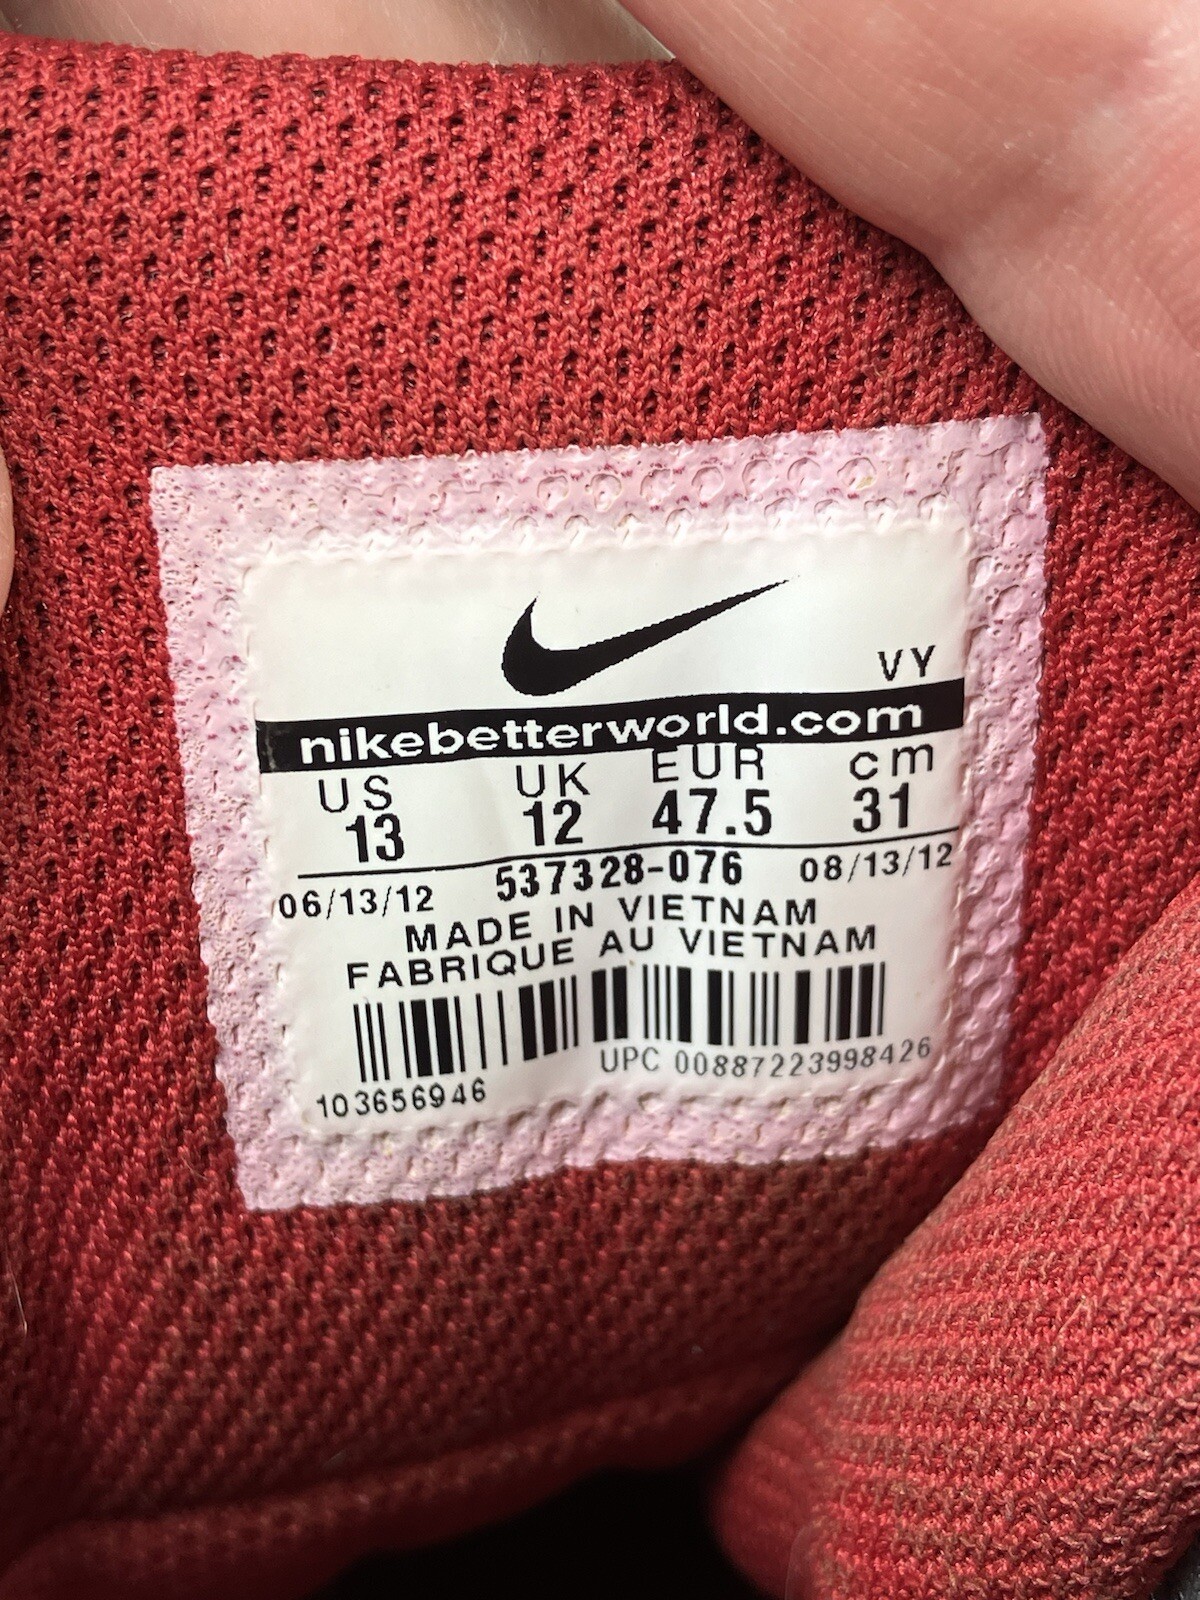 VY
nikebetterworld.com
US UK EUR cm
13 12 47.5 31
06/13/12 537328-076 08/13/12
MADE IN VIETNAM
FABRIQUE AU VIETNAM
UPC 00887223998426
103656946